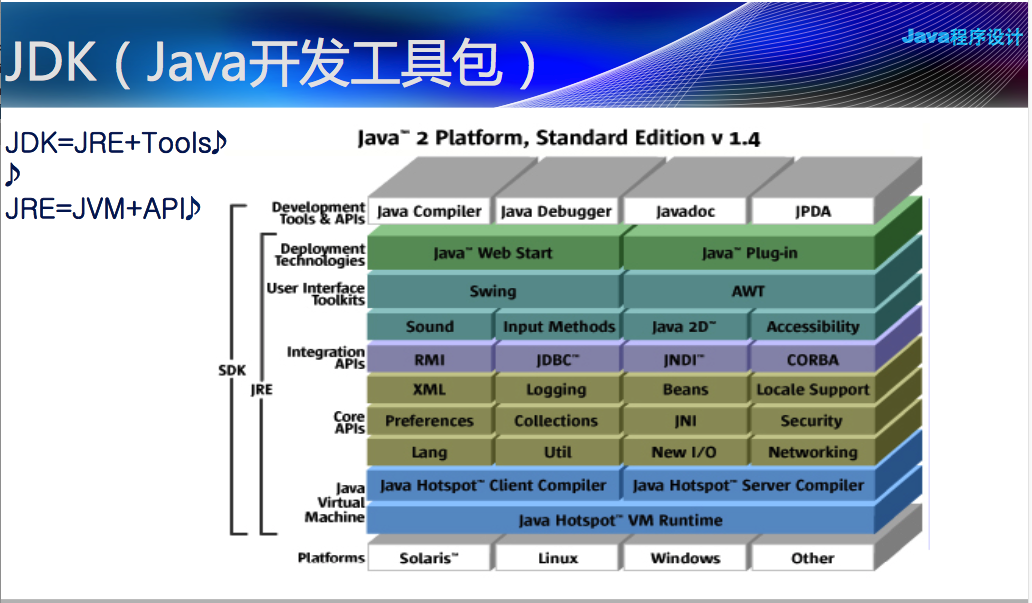 Java程序设计
JDK（Java开发工具包）
JDK=JRE+Tools♪
♪
JRE=JVM+API♪
Java™ 2 Platform, Standard Edition v 1.4
Development
Tools & APIs
Java Compiler
Java Debugger
Javadoc
JPDA
Deployment
Technologies
Java™ Web Start
Java™ Plug-in
User Interface
Toolkits
Swing
AWT
Sound
Input Methods
Java 2D™
Accessibility
Integration
APIs
RMI
JDBC™
JNDI™
CORBA
SDK
JRE
XML
Logging
Beans
Locale Support
Core
APIs
Preferences
Collections
JNI
Security
Lang
Util
New I/O
Networking
Java
Virtual
Machine
Java Hotspot™ Client Compiler
Java Hotspot™ Server Compiler
Java Hotspot™ VM Runtime
Platforms
Solaris™
Linux
Windows
Other